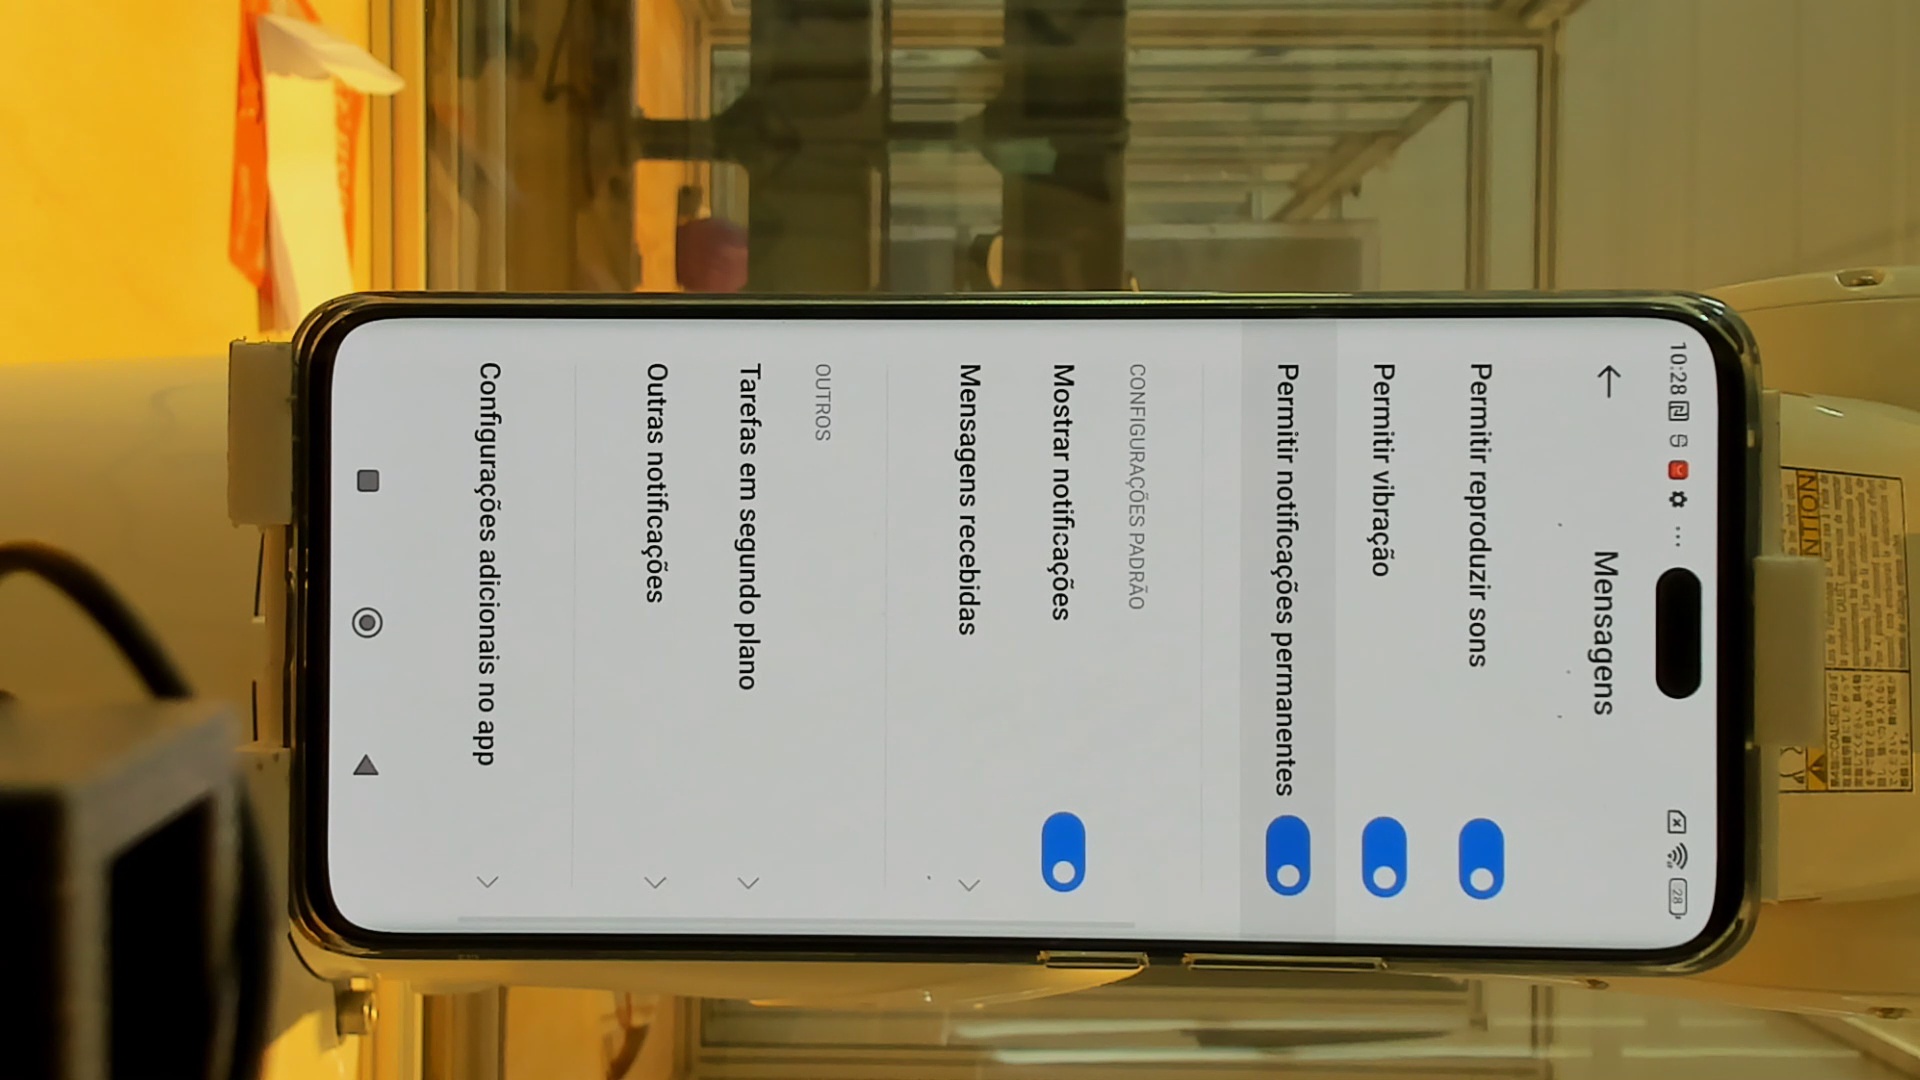 10:28
28
Mensagens
Permitir reproduzir sons
Permitir vibração
Permitir notificações permanentes
CONFIGURAÇÕES PADRÃO
Mostrar notificações
Mensagens recebidas
OUTROS
Tarefas em segundo plano
Outras notificações
Configurações adicionais no app